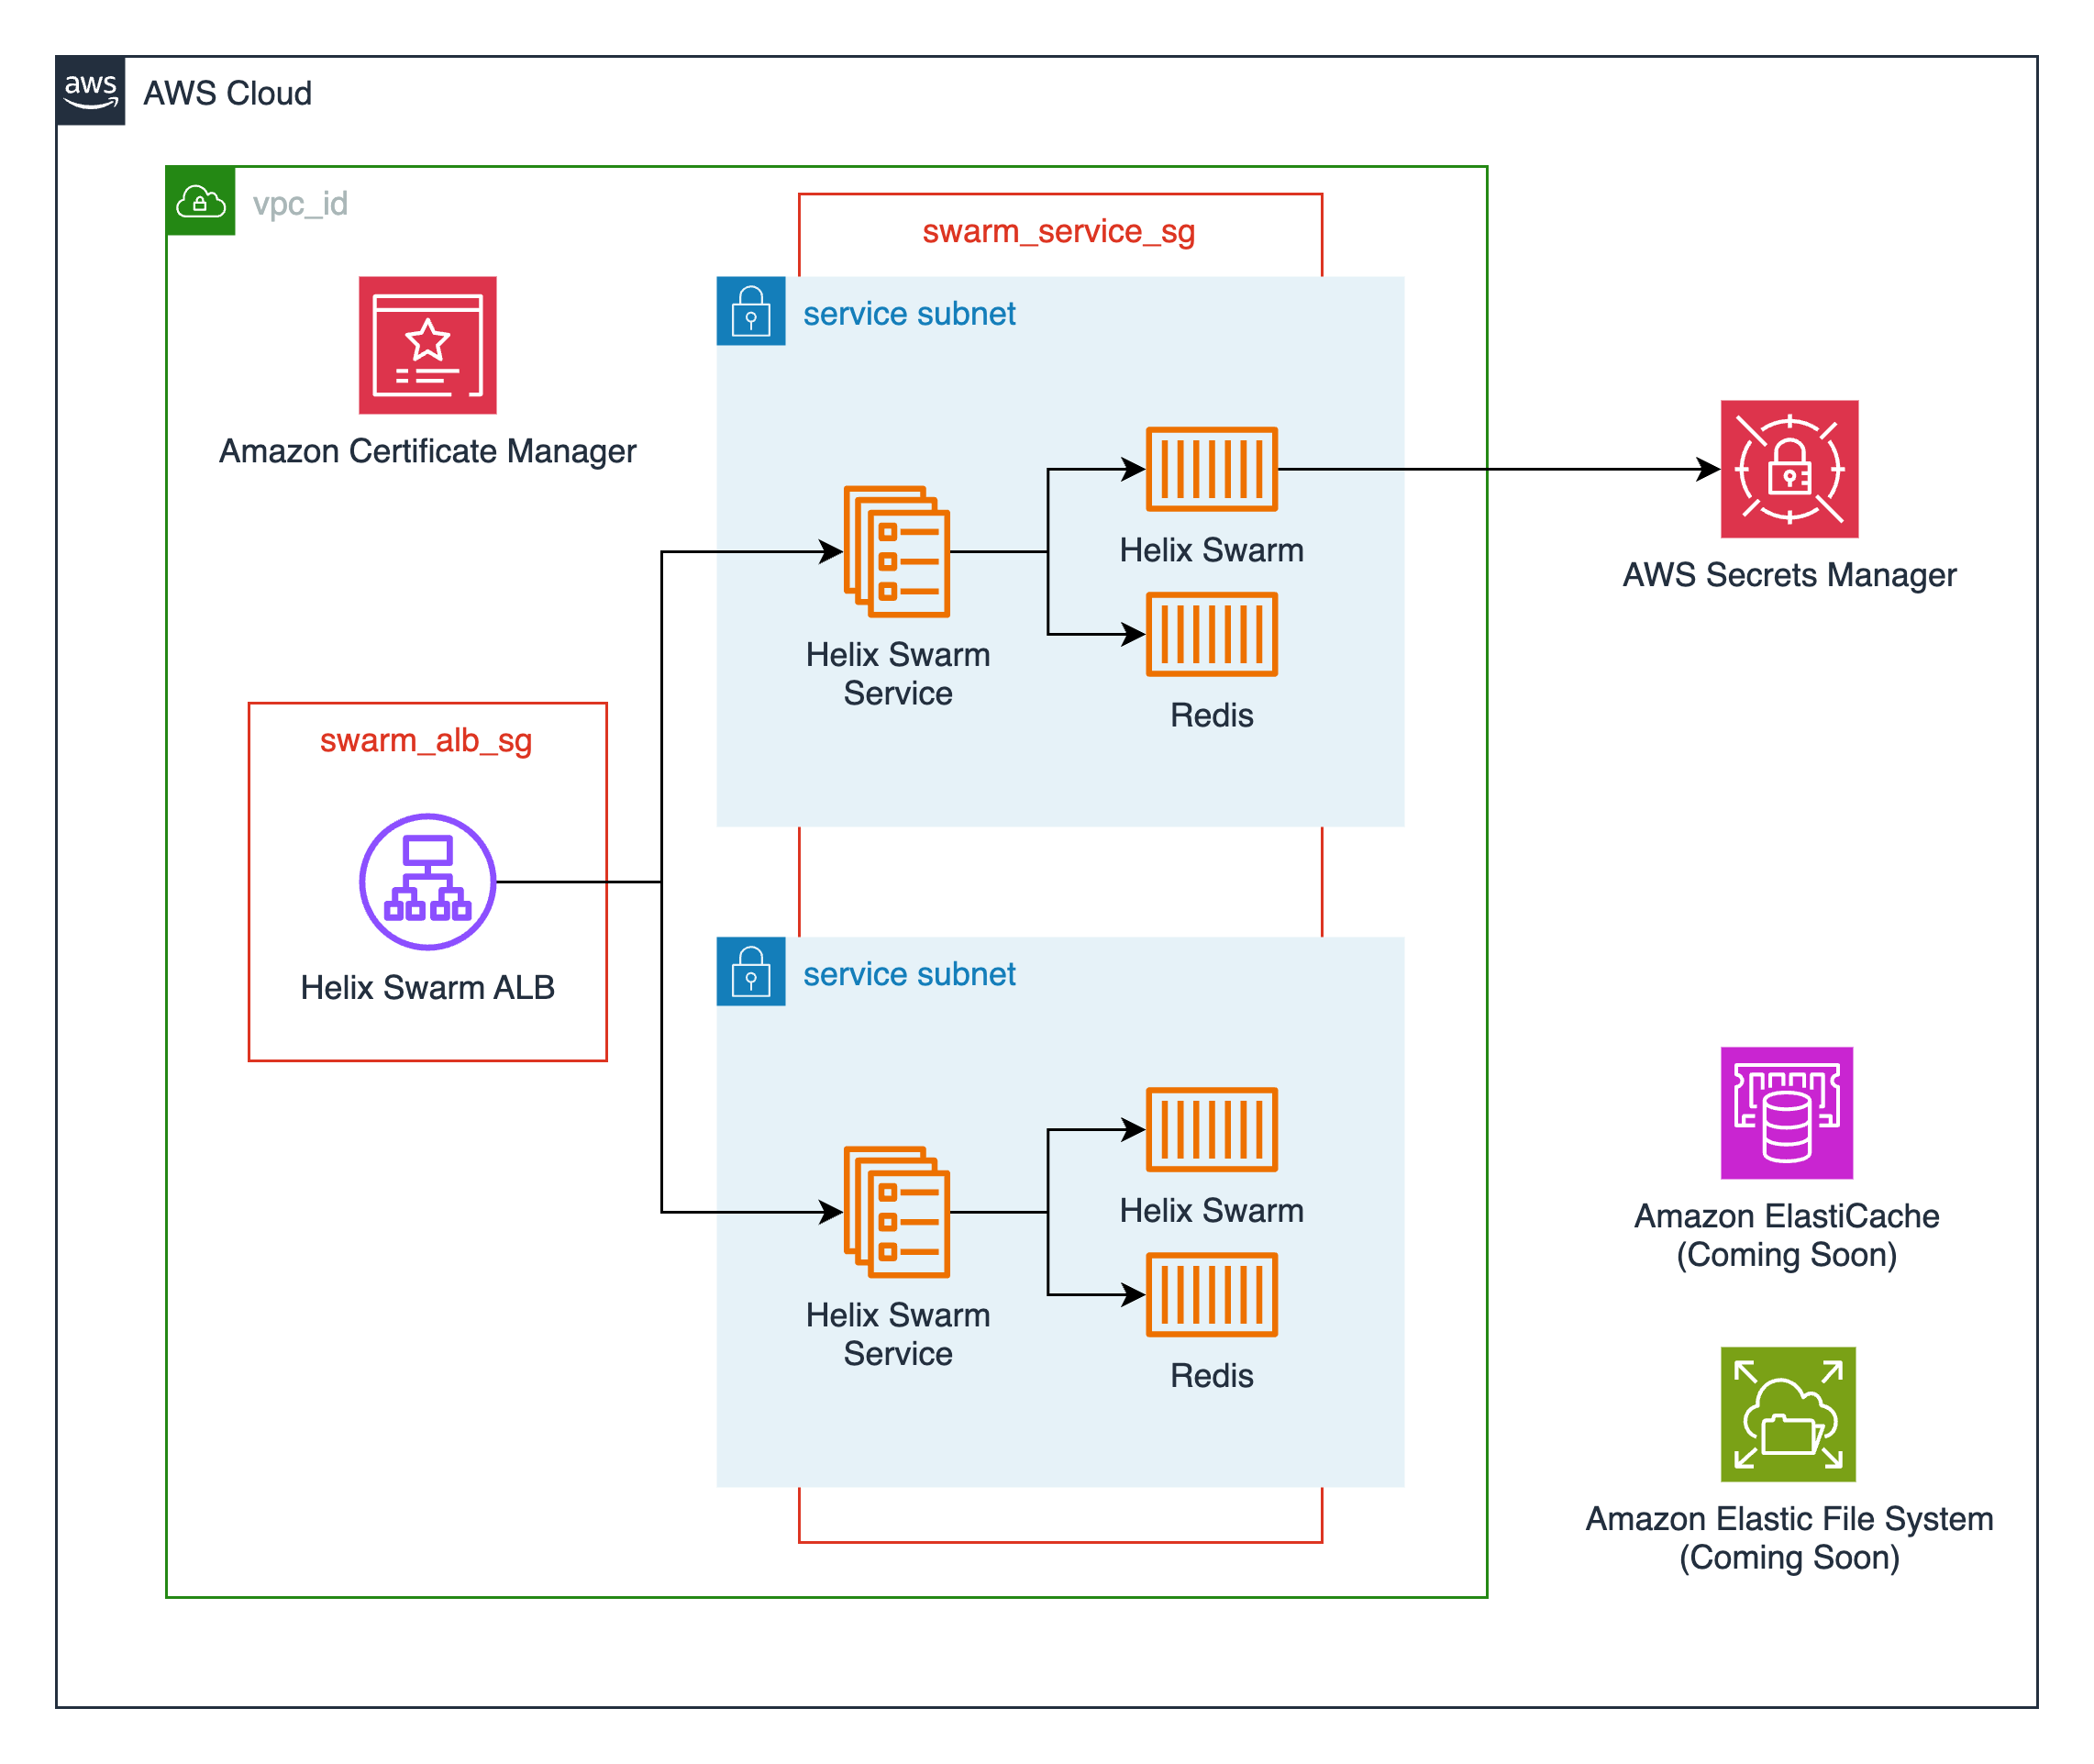 aws
AWS Cloud
vpc_id
swarm_service_sg
service subnet
Amazon Certificate Manager
Helix Swarm
AWS Secrets Manager
Helix Swarm
Service
Redis
swarm_alb_sg
Helix Swarm ALB
service subnet
Helix Swarm
Amazon ElastiCache
(Coming Soon)
Helix Swarm
Service
Redis
Amazon Elastic File System
(Coming Soon)